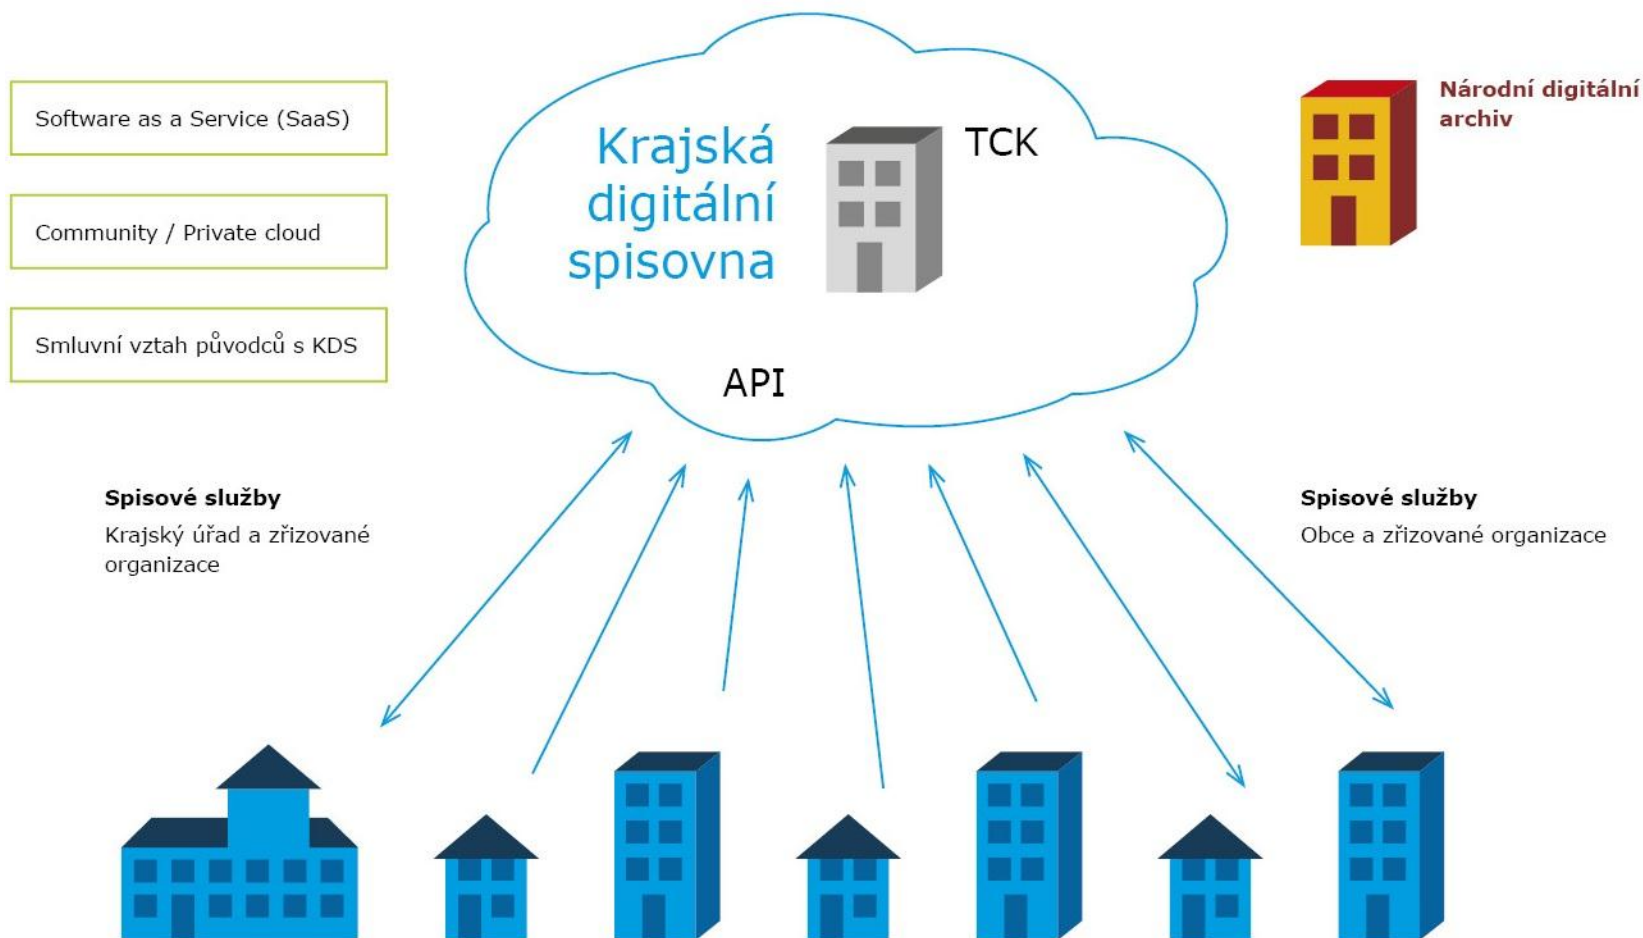 Software as a Service (SaaS)
Community / Private cloud
Smluvní vztah původců s KDS
Krajská
digitální
spisovna
TCK
API
Národní digitální
archiv
Spisové služby
Krajský úřad a zřizované
organizace
Spisové služby
Obce a zřizované organizace